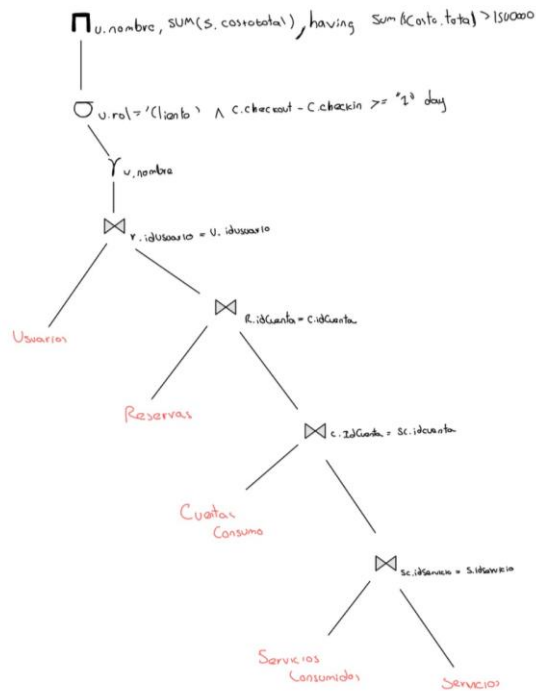 Π u.nombre, SUM(s.costototal), having Sum(sCosto.total) > 150000
σ u.rol = 'Cliente' ∧ C.checkout - C.checkin >= "1" day
γ u.nombre
⋈ r.idUsuario = U.idusuario
Usuarios
⋈ R.idCuenta = C.idCuenta
Reservas
⋈ C.IdCuenta = Sc.idcuenta
Cuentas
Consumo
⋈ Sc.idServicio = S.idservicio
Servicios
Consumidos
Servicios